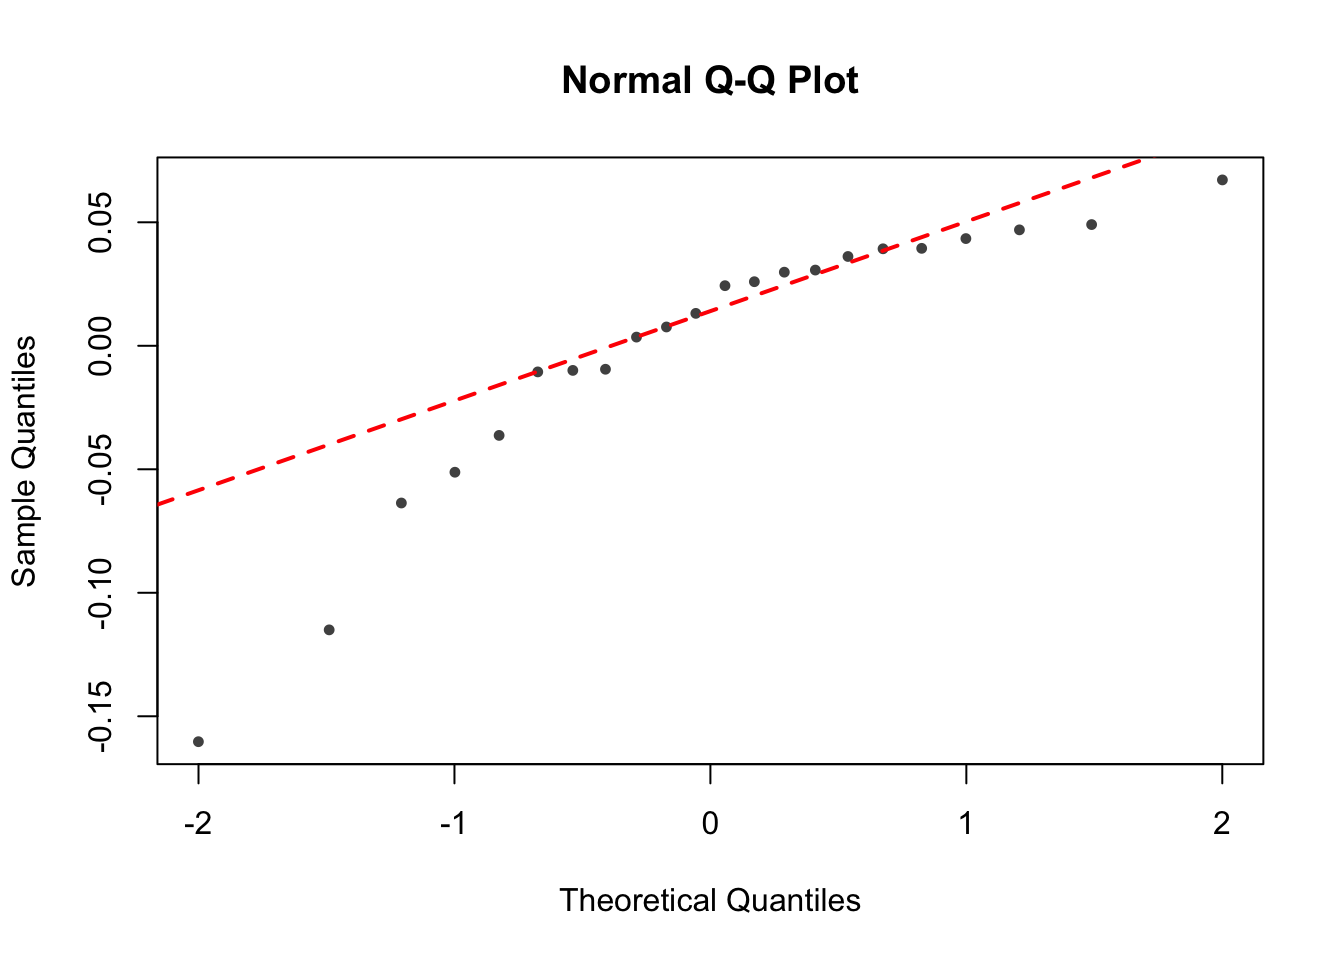 Normal Q-Q Plot
Sample Quantiles
0.05
0.00
-0.05
-0.10
-0.15
-2 -1 0 1 2
Theoretical Quantiles